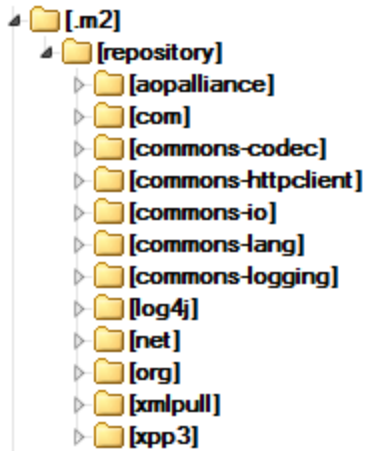 [.m2]
[repository]
[aopalliance]
[com]
[commons-codec]
[commons-httpclient]
[commons-io]
[commons-lang]
[commons-logging]
[log4j]
[net]
[org]
[xmlpull]
[xpp3]